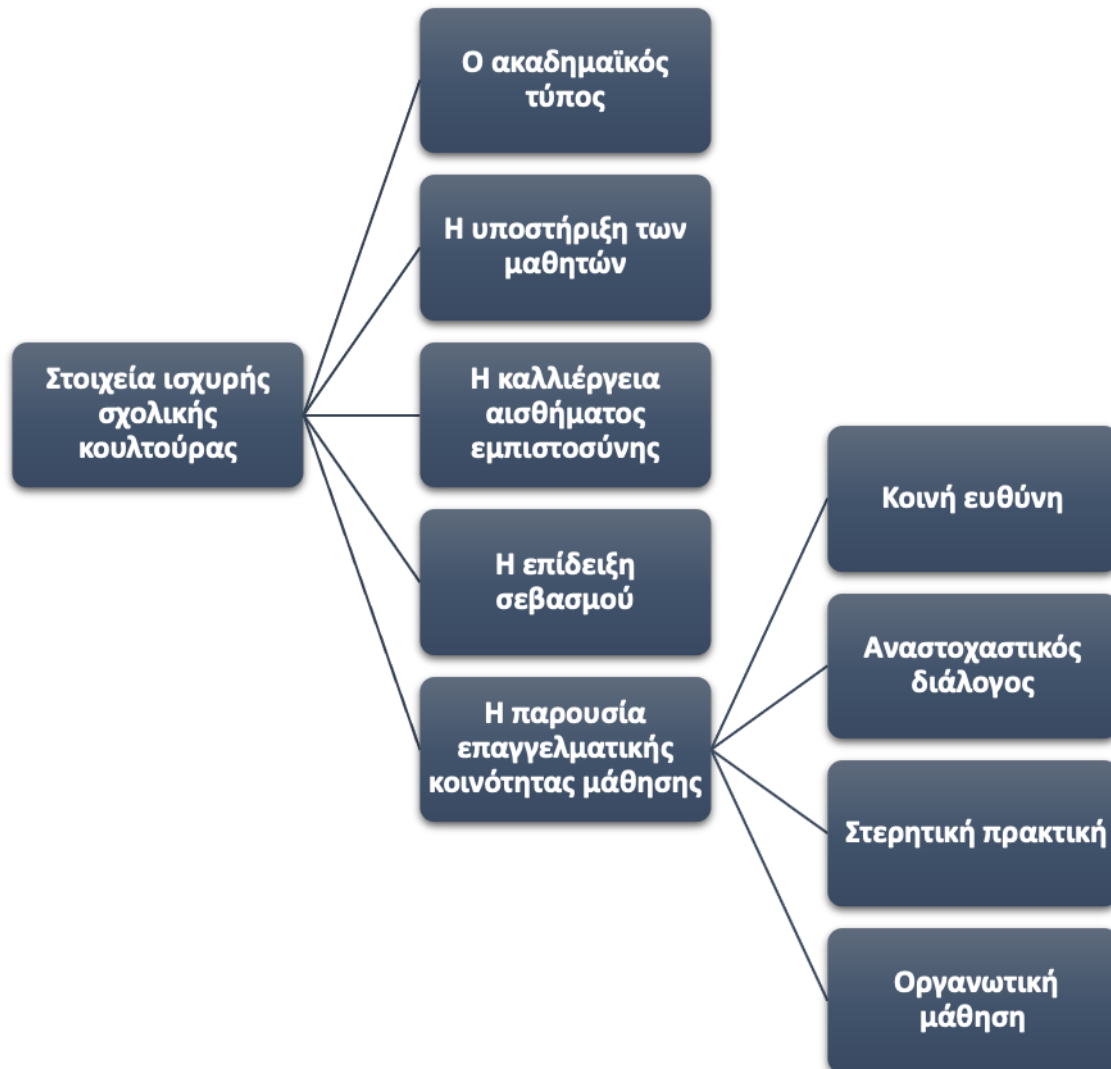 Ο ακαδημαϊκός
τύπος
Η υποστήριξη των
μαθητών
Στοιχεία ισχυρής
σχολικής
κουλτούρας
Η καλλιέργεια
αισθήματος
εμπιστοσύνης
Η επίδειξη
σεβασμού
Η παρουσία
επαγγελματικής
κοινότητας μάθησης
Κοινή ευθύνη
Αναστοχαστικός
διάλογος
Στερητική πρακτική
Οργανωτική
μάθηση